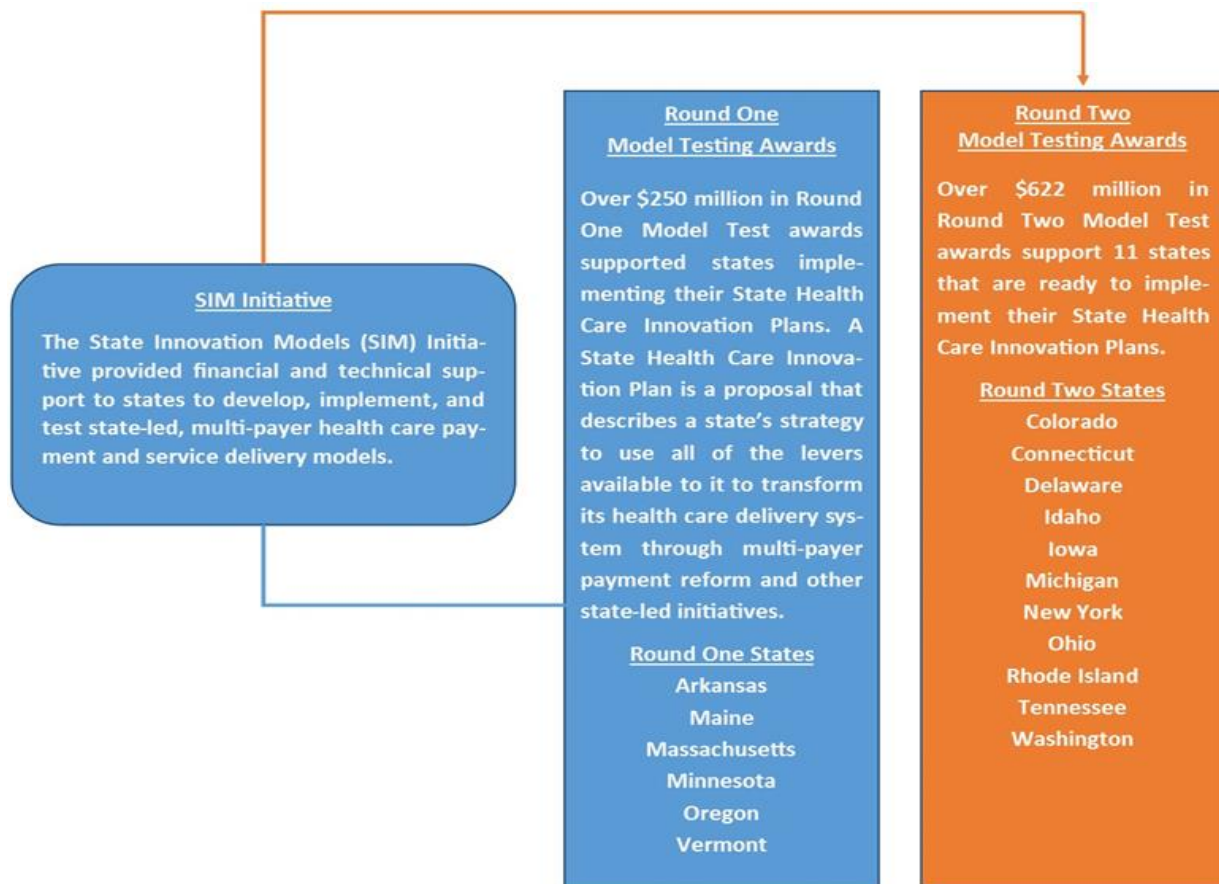 SIM Initiative
The State Innovation Models (SIM) Initia-
tive provided financial and technical sup-
port to states to develop, implement, and
test state-led, multi-payer health care pay-
ment and service delivery models.
Round One
Model Testing Awards
Over $250 million in Round
One Model Test awards
supported states imple-
menting their State Health
Care Innovation Plans. A
State Health Care Innova-
tion Plan is a proposal that
describes a state’s strategy
to use all of the levers
available to it to transform
its health care delivery sys-
tem through multi-payer
payment reform and other
state-led initiatives.
Round One States
Arkansas
Maine
Massachusetts
Minnesota
Oregon
Vermont
Round Two
Model Testing Awards
Over $622 million in
Round Two Model Test
awards support 11 states
that are ready to imple-
ment their State Health
Care Innovation Plans.
Round Two States
Colorado
Connecticut
Delaware
Idaho
Iowa
Michigan
New York
Ohio
Rhode Island
Tennessee
Washington